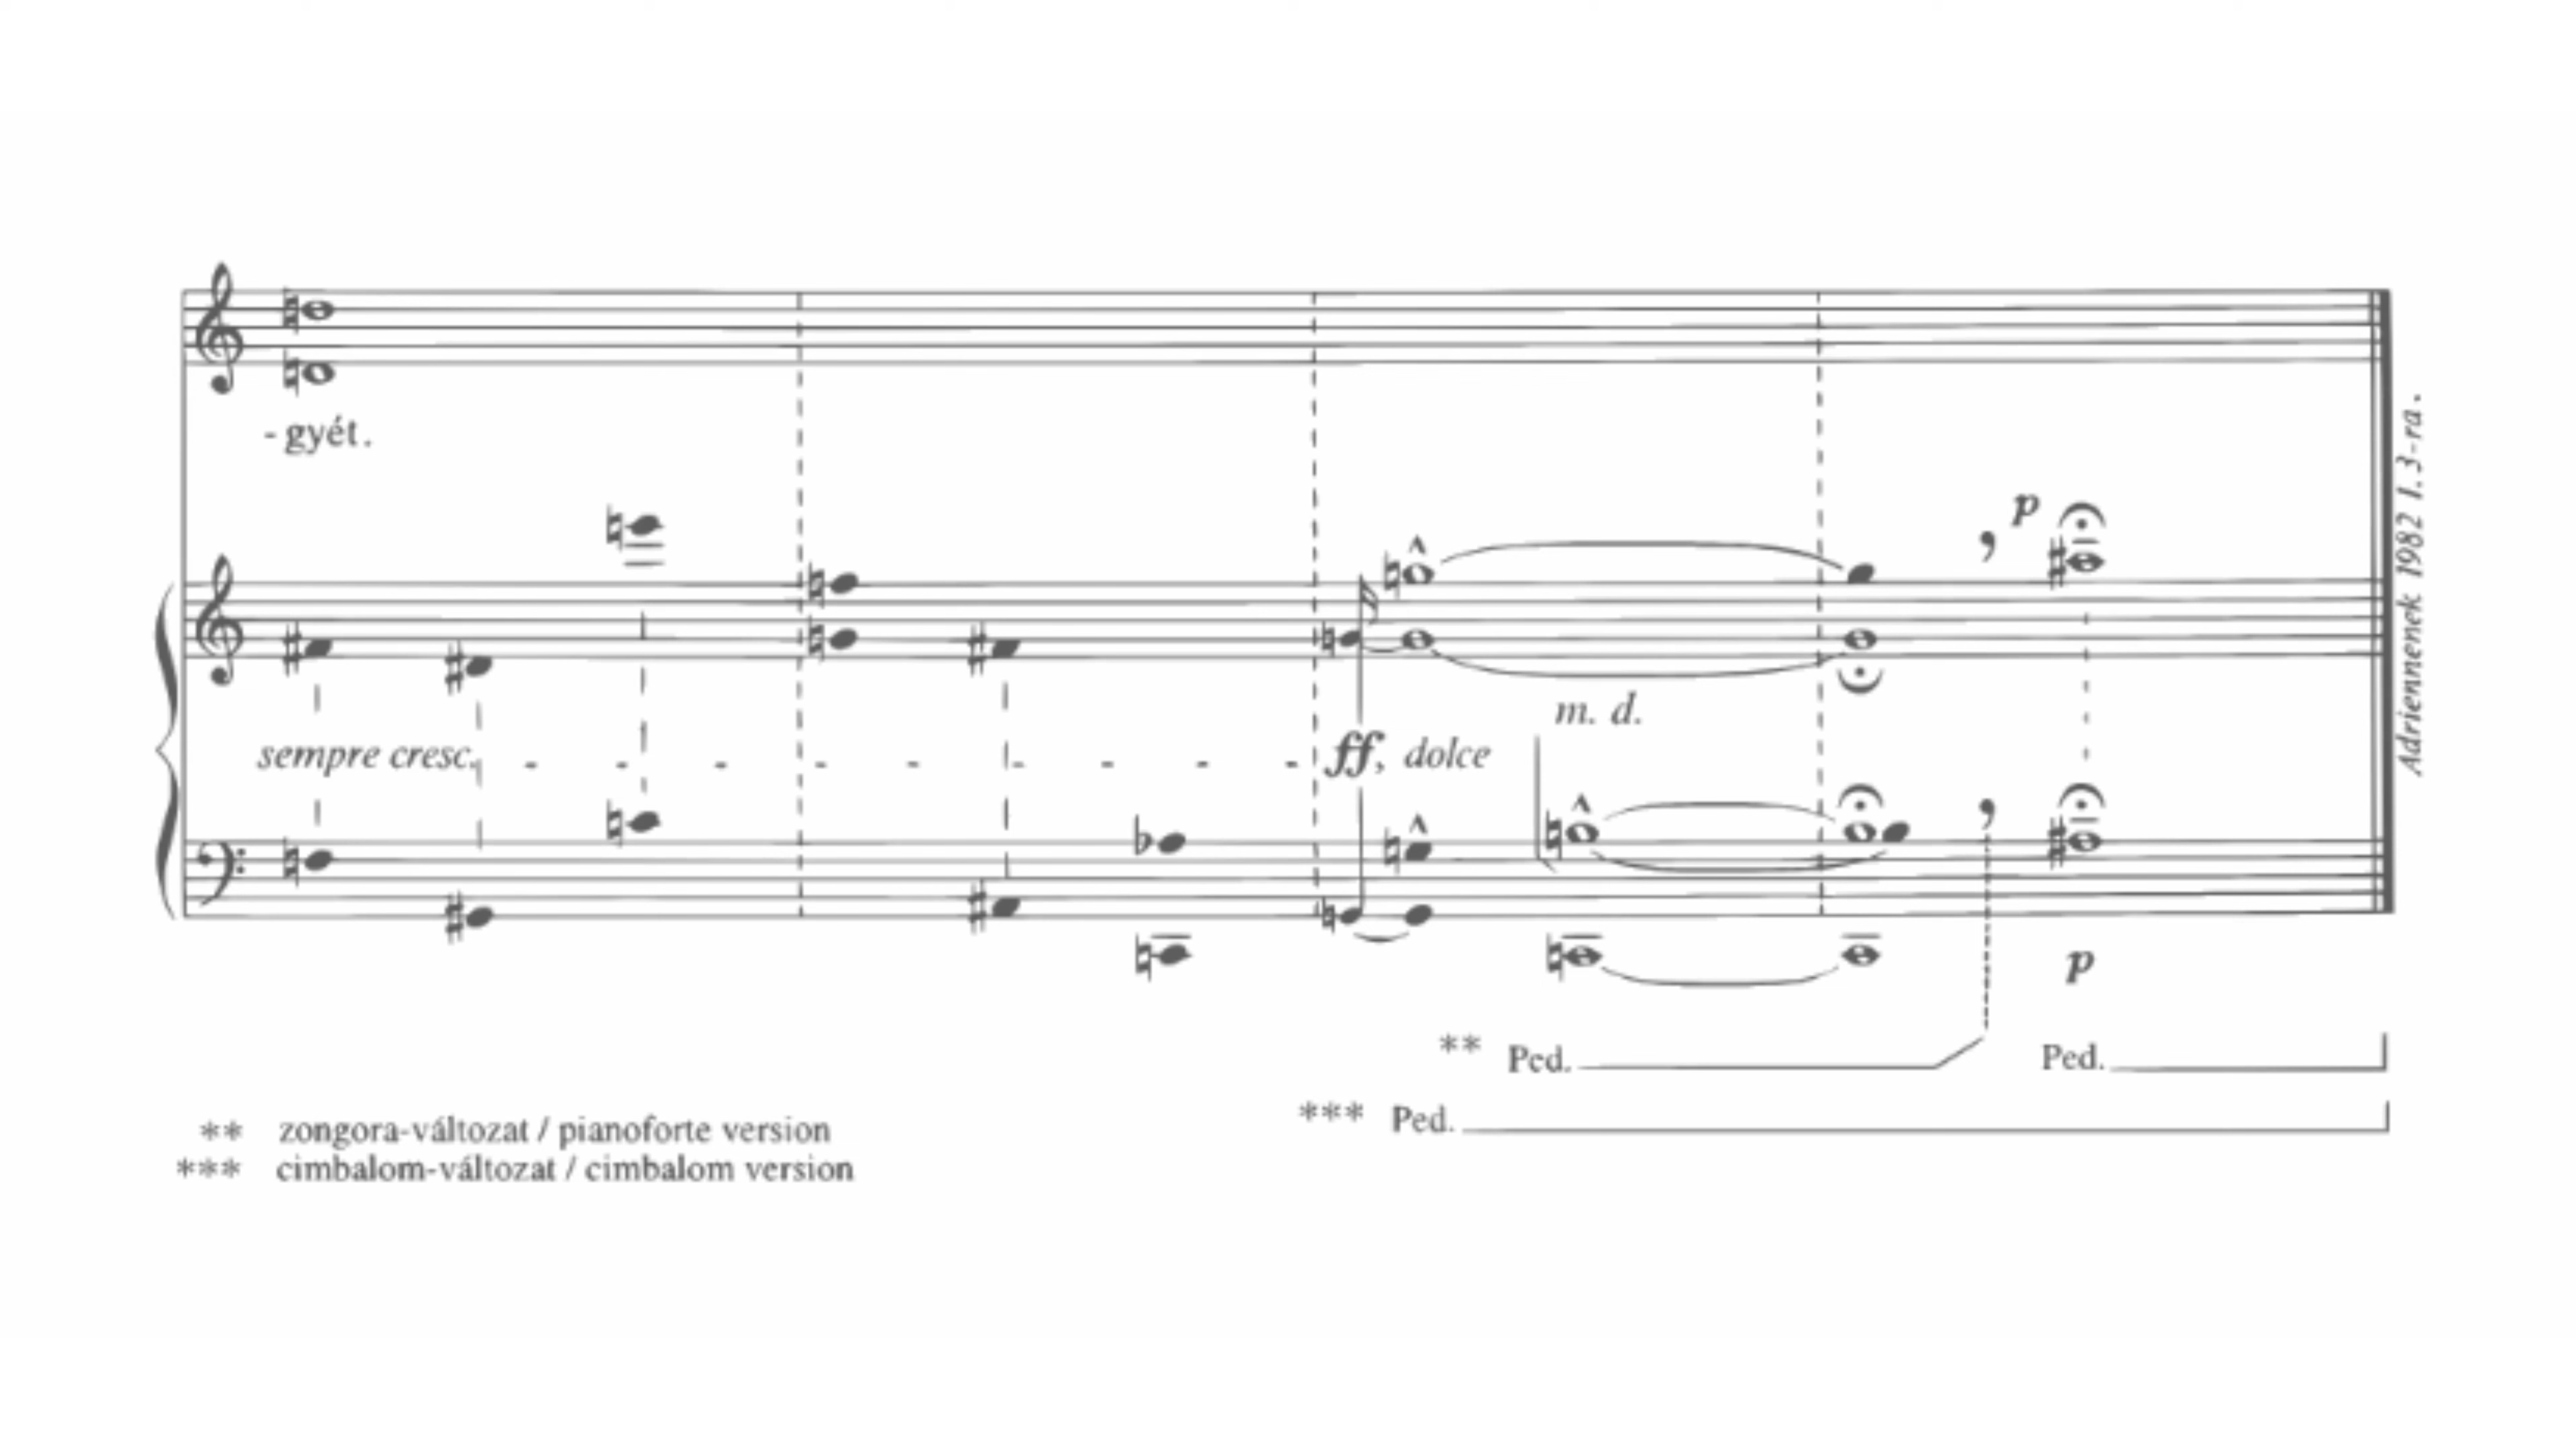 -gyét.
p
sempre cresc. - - - - - - - - - ff, dolce
m. d.
p
** Ped. Ped.
*** Ped.
** zongora-változat / pianoforte version
*** cimbalom-változat / cimbalom version
Adriennenek 1982 I. 3-ra.